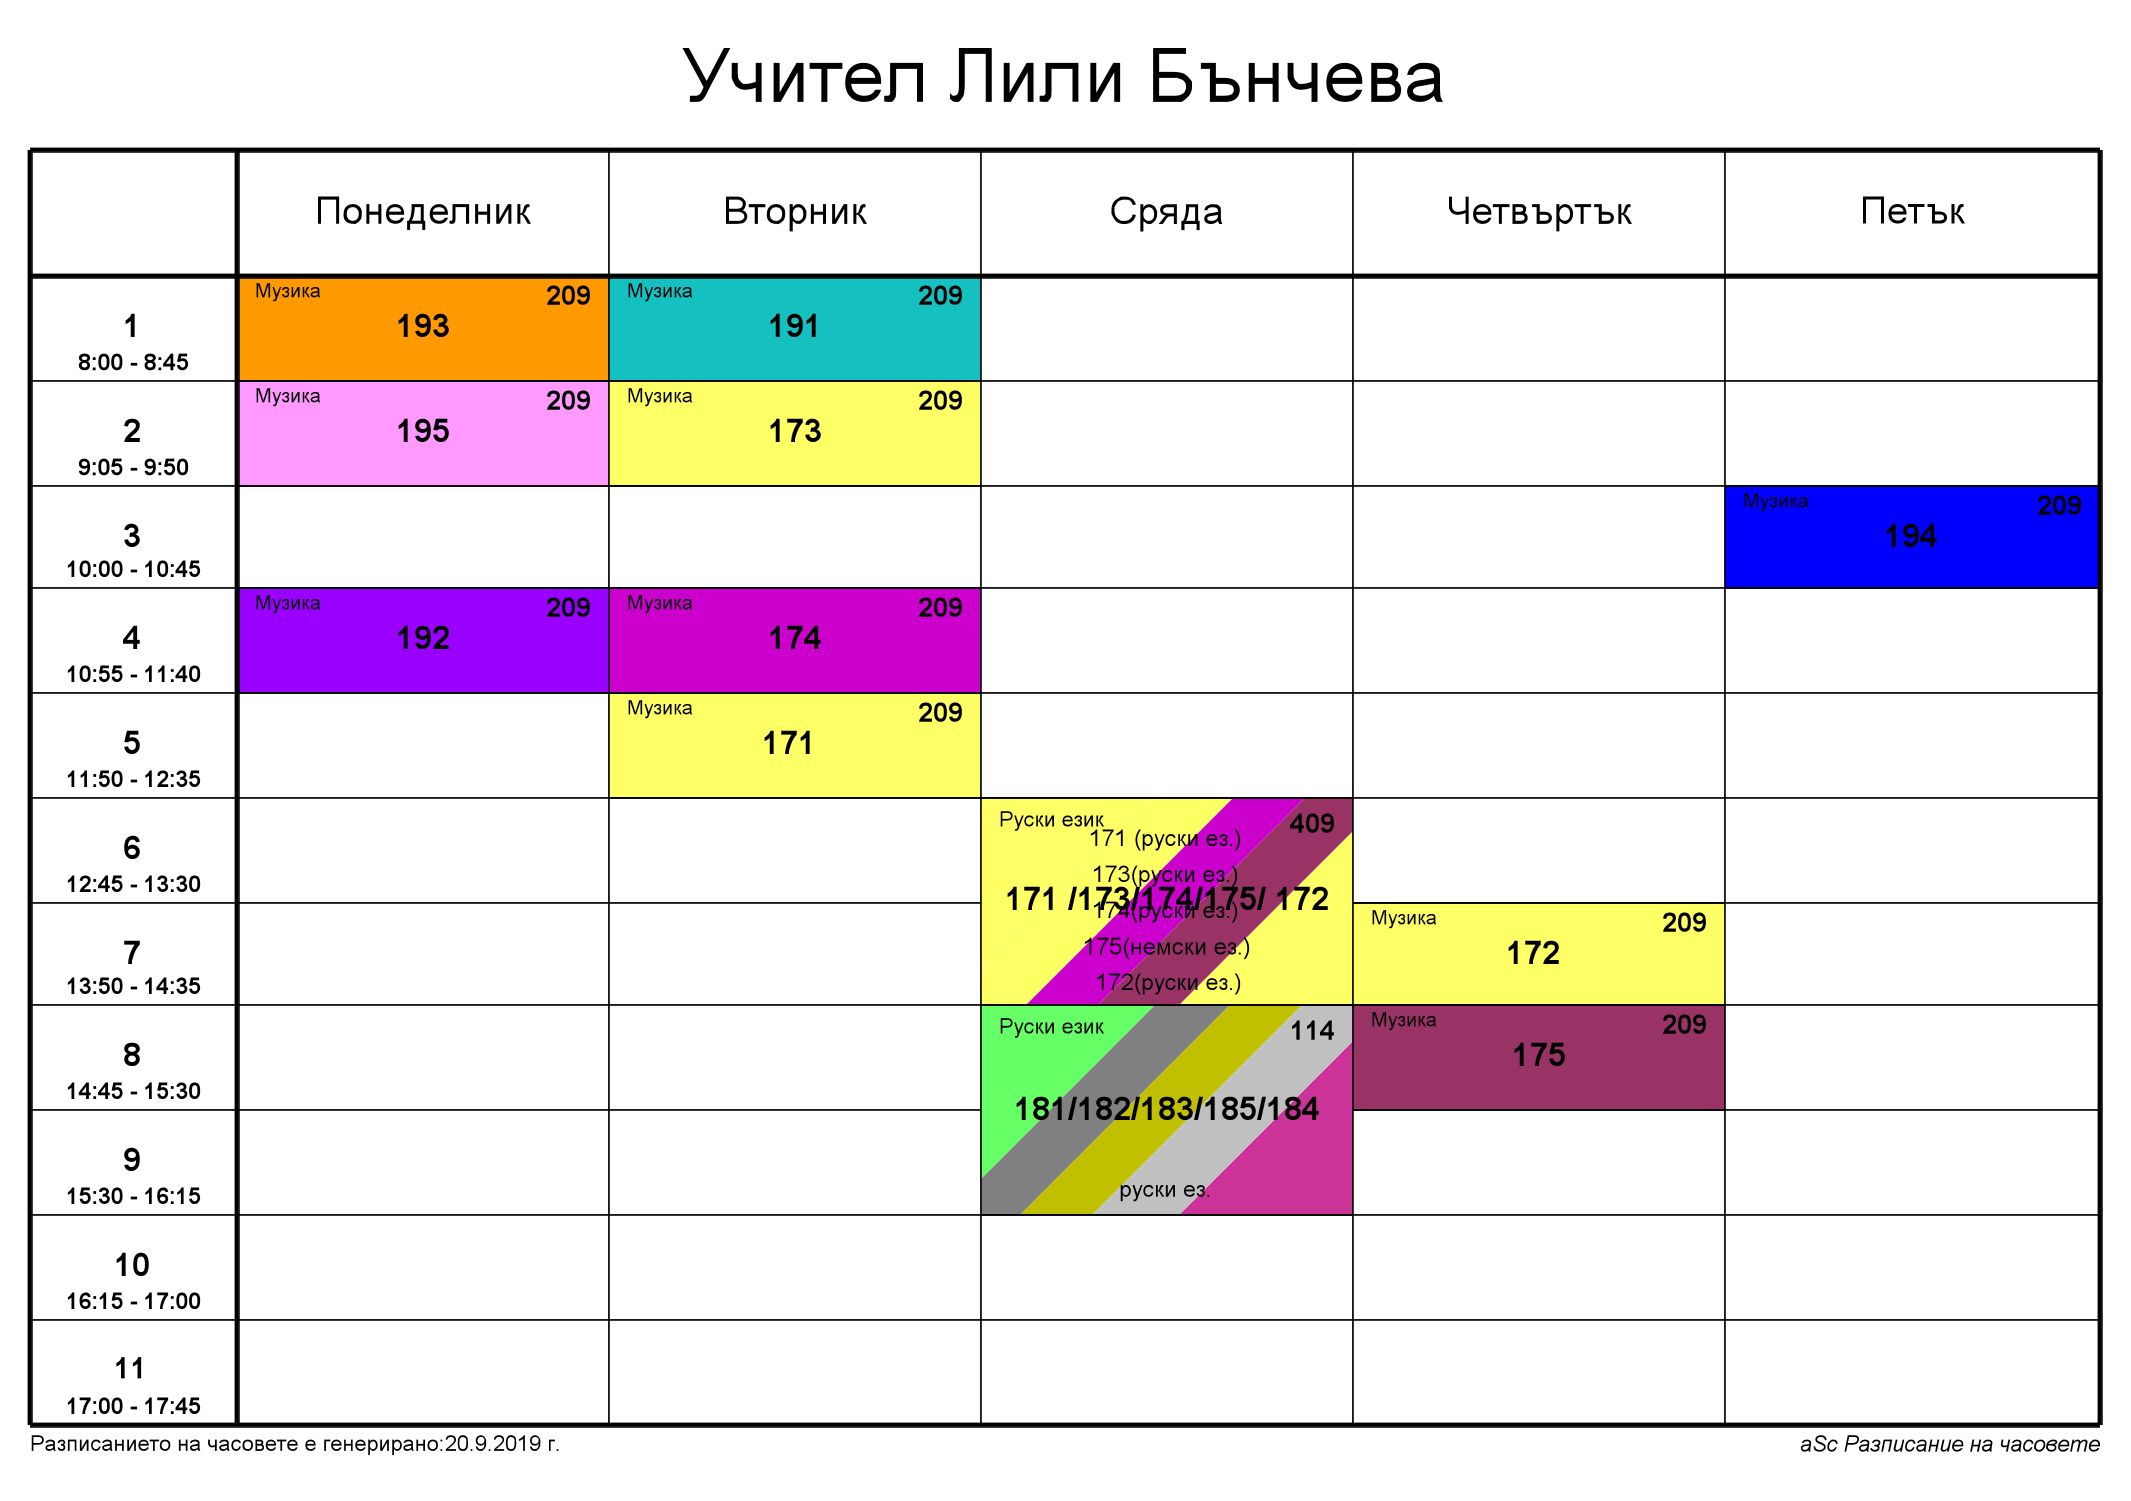 Учител Лили Бънчева
Понеделник Вторник Сряда Четвъртък Петък
1
8:00 - 8:45
Музика 209
193
Музика 209
191
2
9:05 - 9:50
Музика 209
195
Музика 209
173
3
10:00 - 10:45
Музика 209
194
4
10:55 - 11:40
Музика 209
192
Музика 209
174
5
11:50 - 12:35
Музика 209
171
6
12:45 - 13:30
Руски език 409
171 (руски ез.)
173(руски ез.)
171 /173/174/175/ 172
174(руски ез.)
175(немски ез.)
172(руски ез.)
7
13:50 - 14:35
Музика 209
172
8
14:45 - 15:30
Руски език 114
181/182/183/185/184
руски ез.
Музика 209
175
9
15:30 - 16:15
10
16:15 - 17:00
11
17:00 - 17:45
Разписанието на часовете е генерирано:20.9.2019 г.
aSc Разписание на часовете